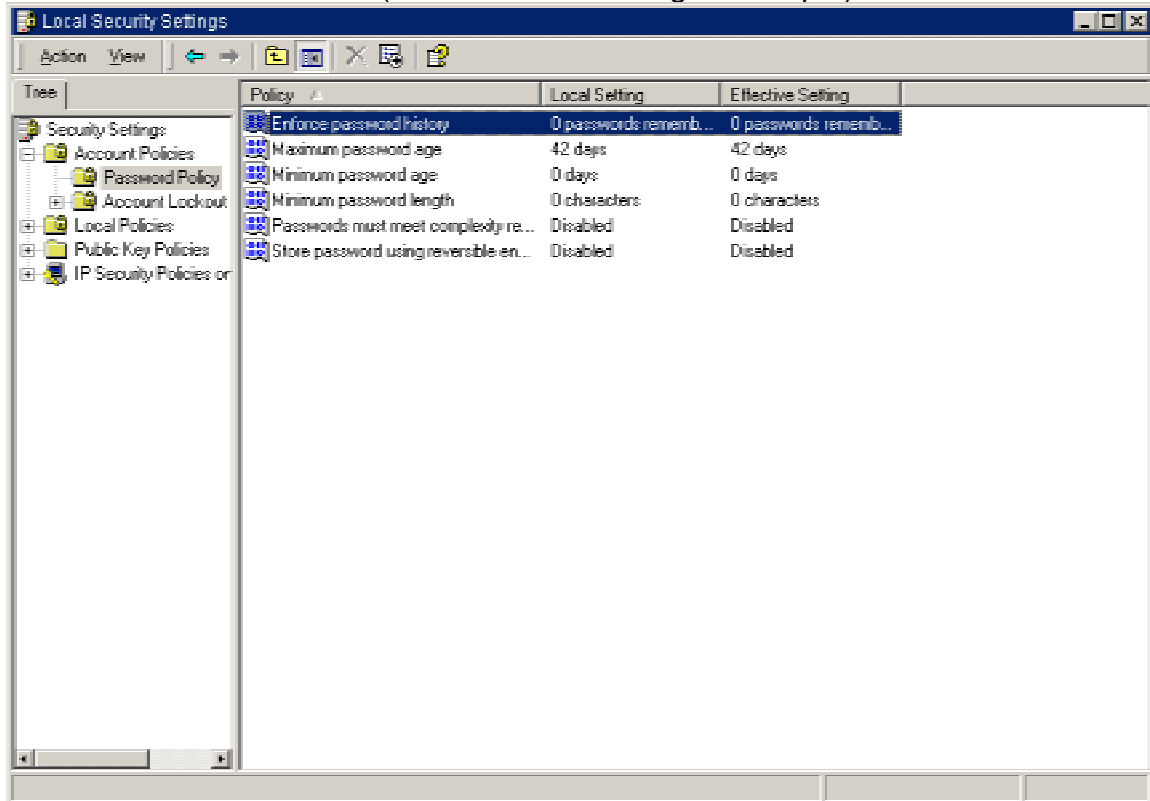 Local Security Settings
Action View
Tree
Policy Local Setting Effective Setting
Security Settings
Account Policies
Password Policy
Account Lockout
Local Policies
Public Key Policies
IP Security Policies or
Enforce password history 0 passwords rememb... 0 passwords rememb...
Maximum password age 42 days 42 days
Minimum password age 0 days 0 days
Minimum password length 0 characters 0 characters
Passwords must meet complexity re... Disabled Disabled
Store password using reversible en... Disabled Disabled